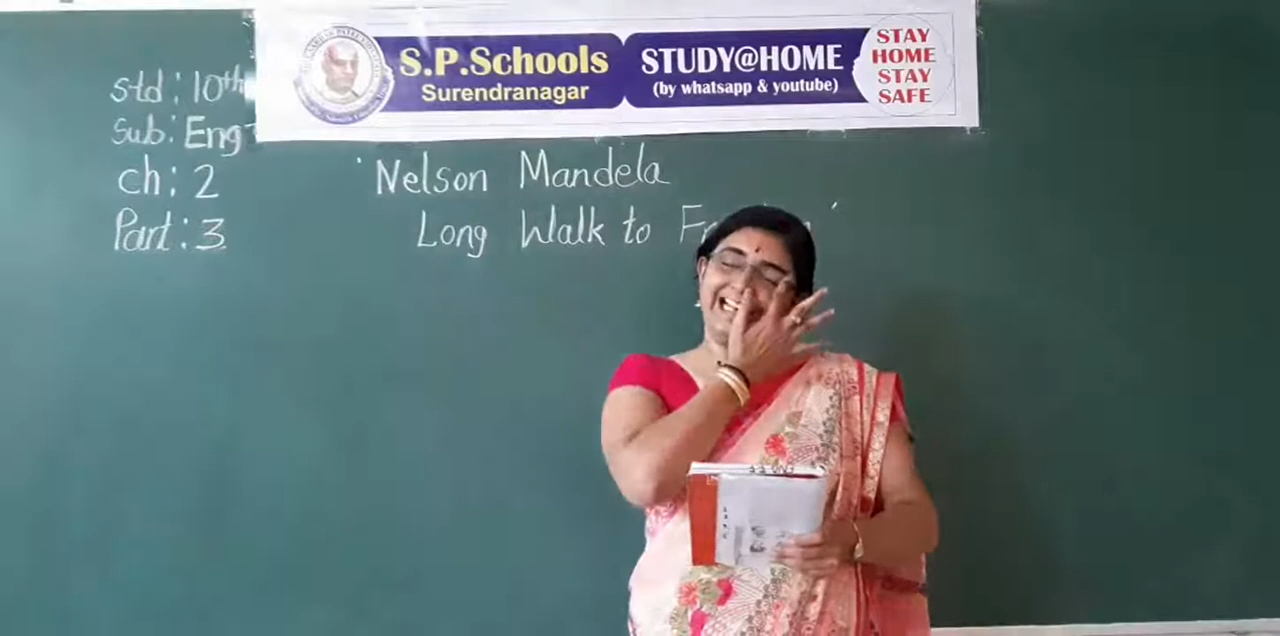 S.P.Schools
Surendranagar
STUDY@HOME
(by whatsapp & youtube)
STAY
HOME
STAY
SAFE
std : 10th
Sub : Eng
ch : 2
Part : 3
'Nelson Mandela
Long Walk to